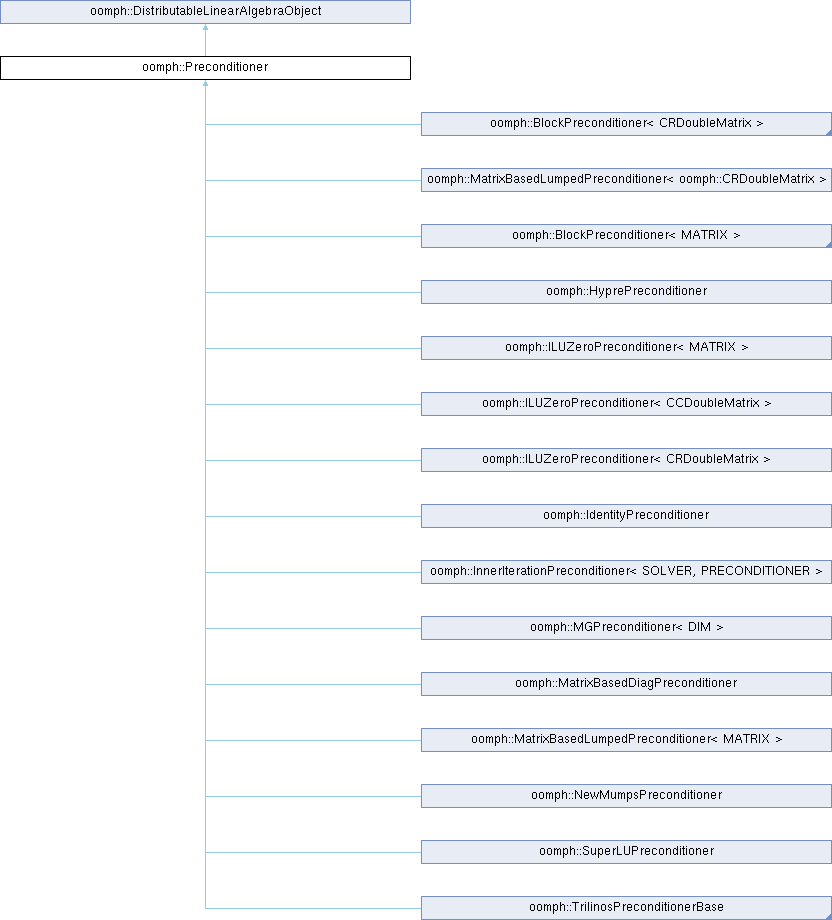 oomph::DistributableLinearAlgebraObject
oomph::Preconditioner
oomph::BlockPreconditioner< CRDoubleMatrix >
oomph::MatrixBasedLumpedPreconditioner< oomph::CRDoubleMatrix >
oomph::BlockPreconditioner< MATRIX >
oomph::HyprePreconditioner
oomph::ILUZeroPreconditioner< MATRIX >
oomph::ILUZeroPreconditioner< CCDoubleMatrix >
oomph::ILUZeroPreconditioner< CRDoubleMatrix >
oomph::IdentityPreconditioner
oomph::InnerIterationPreconditioner< SOLVER, PRECONDITIONER >
oomph::MGPreconditioner< DIM >
oomph::MatrixBasedDiagPreconditioner
oomph::MatrixBasedLumpedPreconditioner< MATRIX >
oomph::NewMumpsPreconditioner
oomph::SuperLUPreconditioner
oomph::TrilinosPreconditionerBase